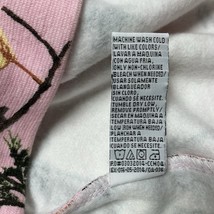 MACHINE WASH COLD
WITH LIKE COLORS/
LAVAR A MAQUINA
CON AGUA FRIA,
ONLY NON-CHLORINE
BLEACH WHEN NEEDED/
USAR SOLAMENTE
BLANQUEADOR
SIN CLORO,
CUANDO SE NECESITE.
TUMBLE DRY LOW,
REMOVE PROMPTLY/
SECAR EN MAQUINA A
TEMPERATURA BAJA
LOW IRON IF NEEDED/
PLANCHAR A
TEMPERATURA BAJA
CUANDO
SE NECESITE